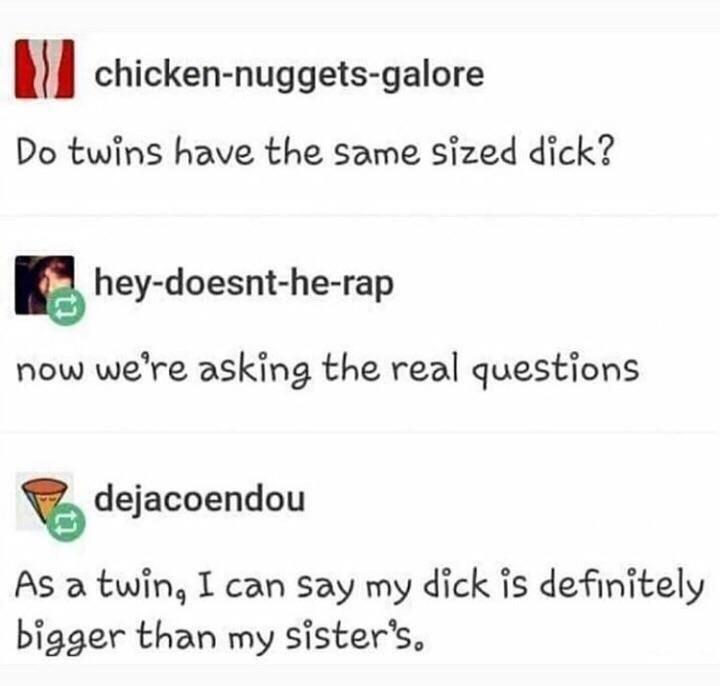 chicken-nuggets-galore
Do twins have the same sized dick?
hey-doesnt-he-rap
now we're asking the real questions
dejacoendou
As a twin, I can say my dick is definitely
bigger than my sister's.